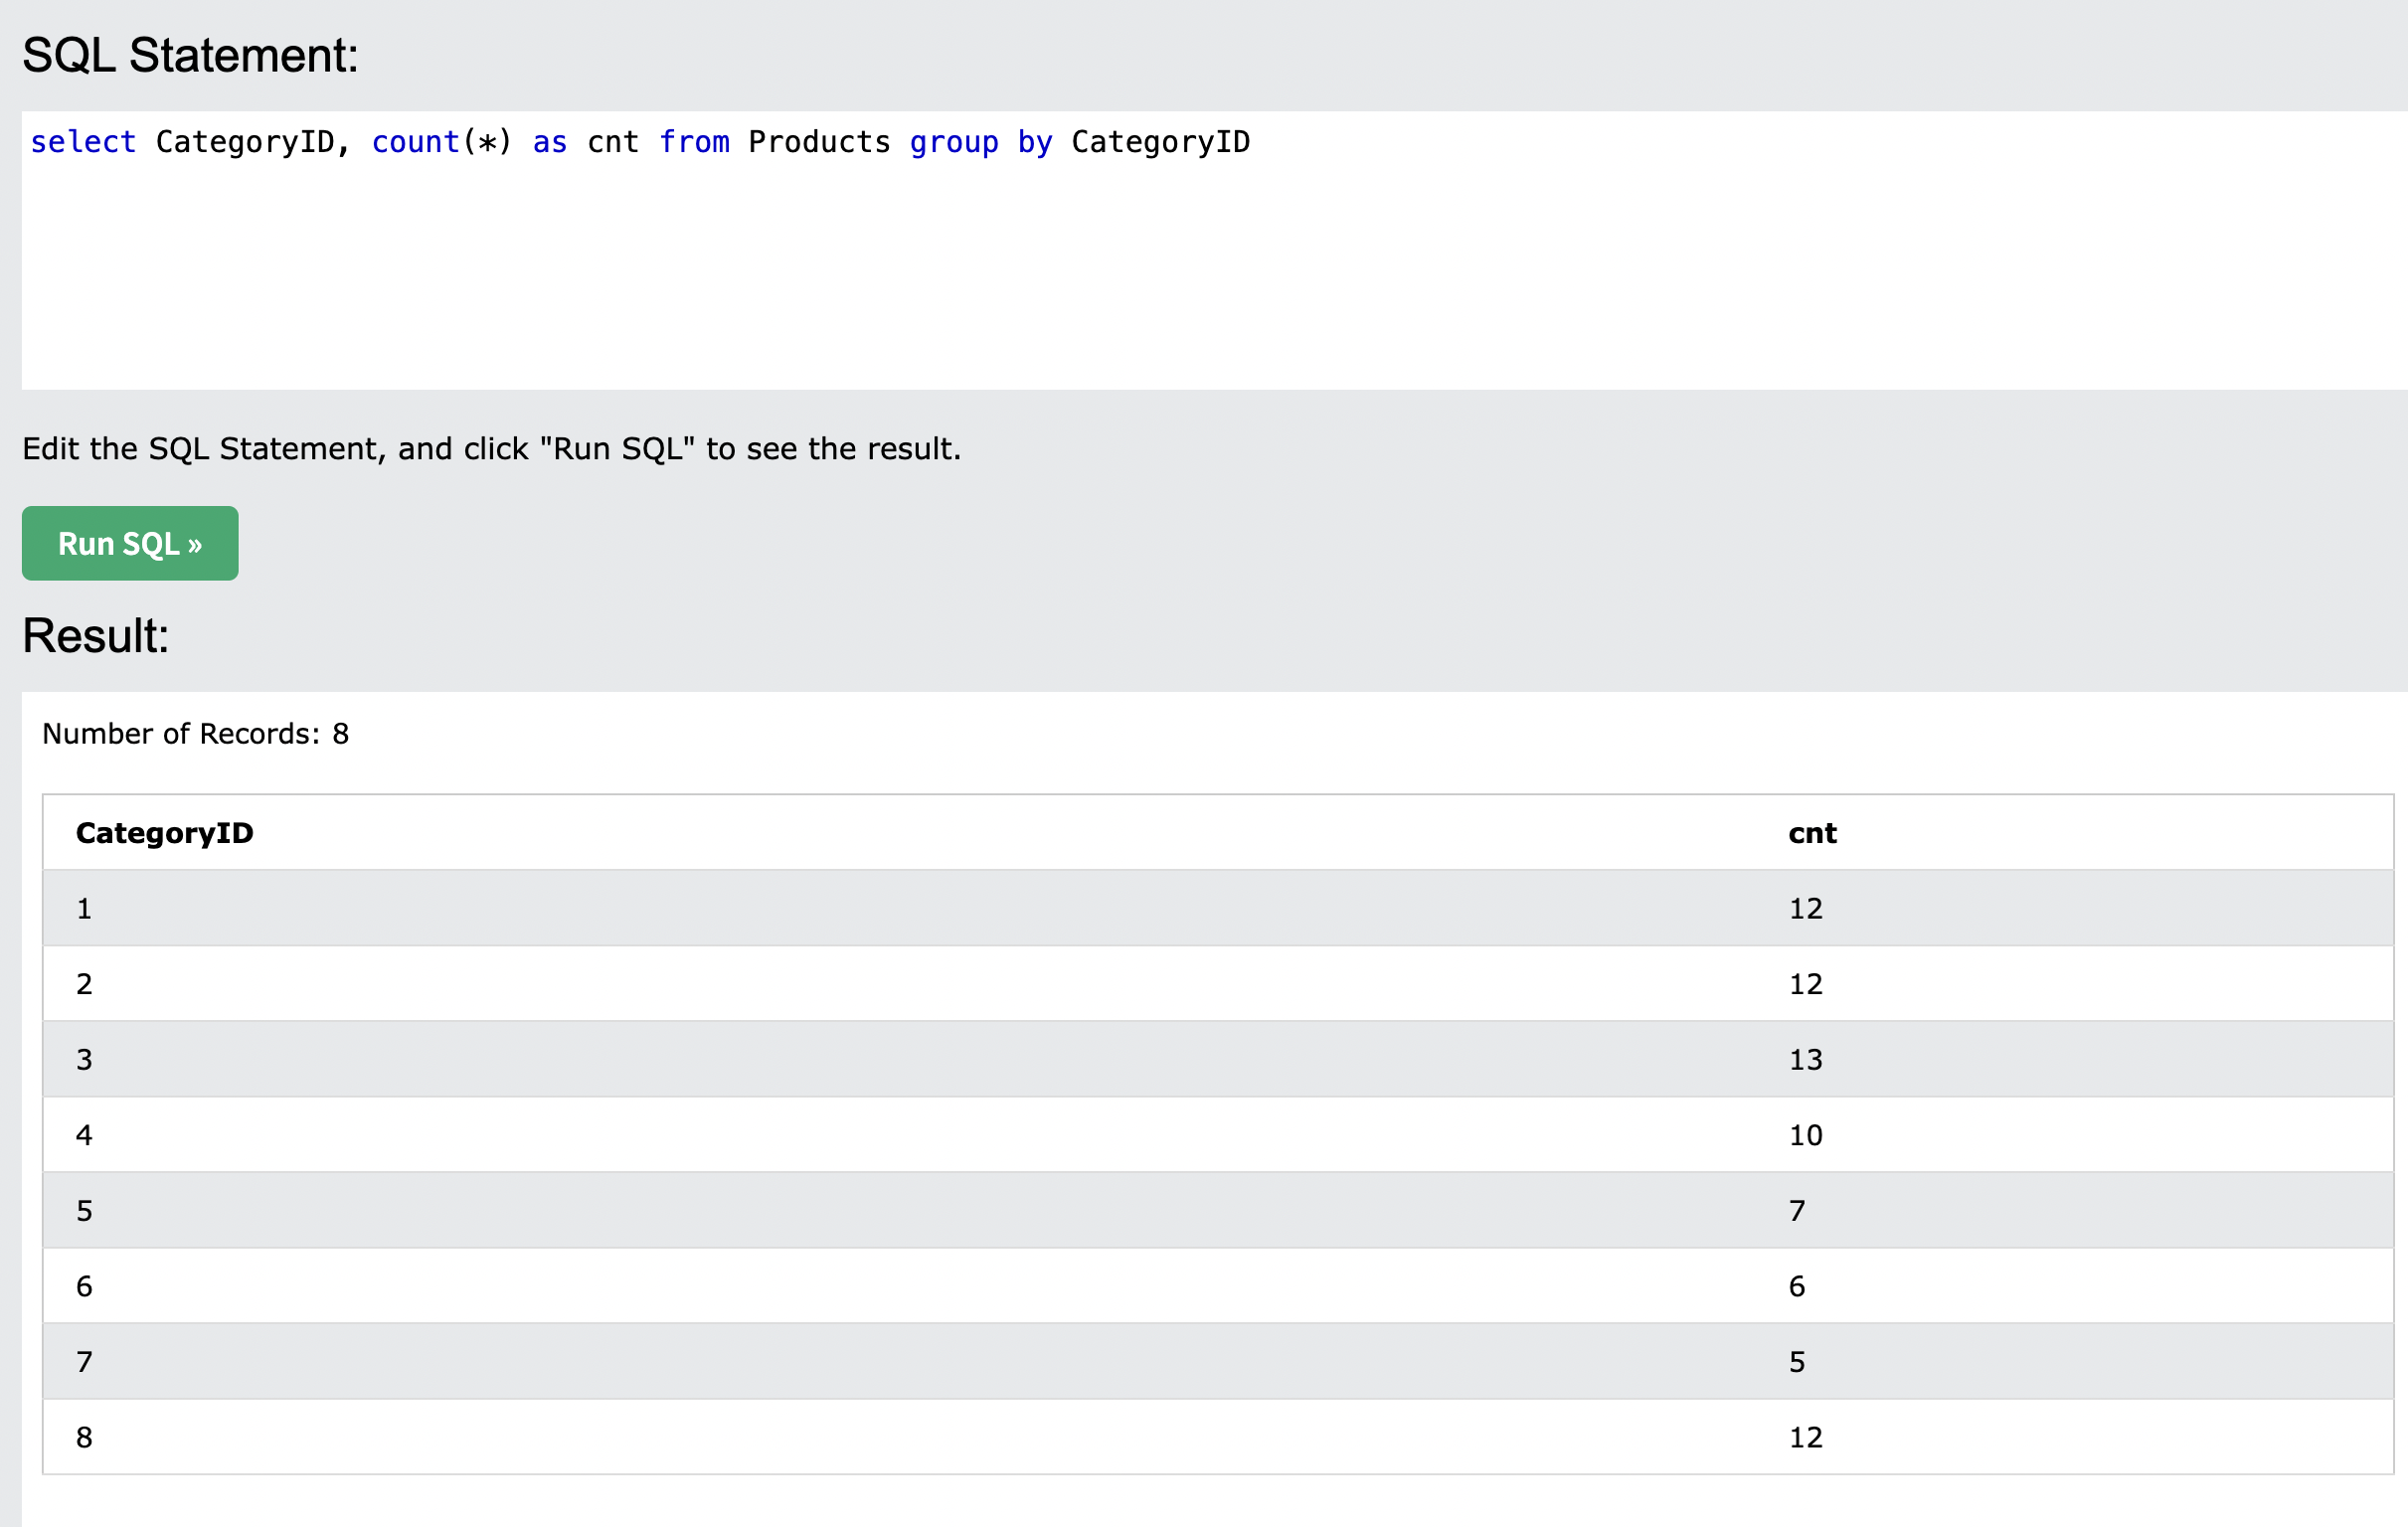 SQL Statement:
select CategoryID, count(*) as cnt from Products group by CategoryID
Edit the SQL Statement, and click "Run SQL" to see the result.
Run SQL »
Result:
Number of Records: 8
CategoryID cnt
1 12
2 12
3 13
4 10
5 7
6 6
7 5
8 12